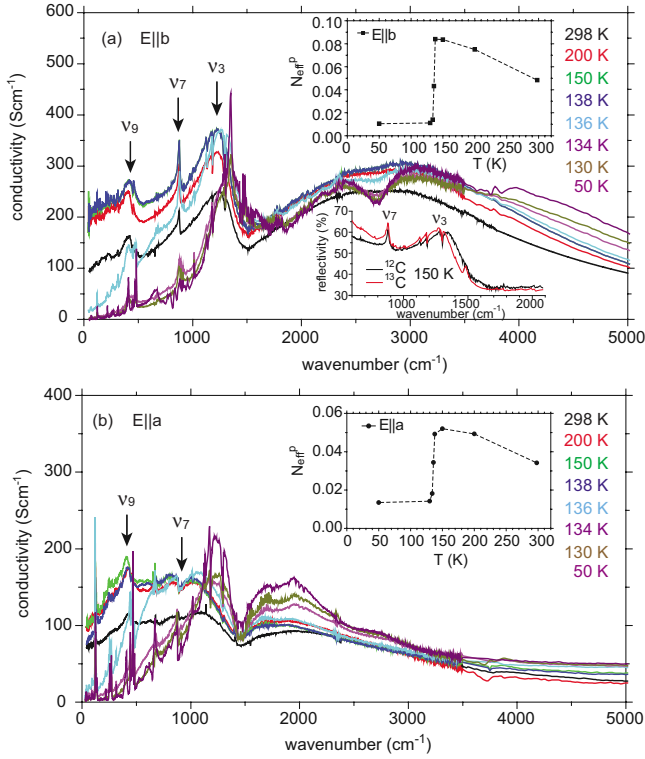 600
500
400
300
200
100
0
conductivity (Scm-1)
(a) E||b
ν9
ν7
ν3
Neff^p
0.10
0.08
0.06
0.04
0.02
0.00
E||b
0 50 100 150 200 250 300
T (K)
298 K
200 K
150 K
138 K
136 K
134 K
130 K
50 K
reflectivity (%)
70
60
50
40
30
ν7
ν3
12C
13C
150 K
1000 1500 2000
wavenumber (cm-1)
0 1000 2000 3000 4000 5000
wavenumber (cm-1)
400
300
200
100
0
conductivity (Scm-1)
(b) E||a
ν9
ν7
Neff^p
0.06
0.04
0.02
0.00
E||a
0 50 100 150 200 250 300
T (K)
298 K
200 K
150 K
138 K
136 K
134 K
130 K
50 K
0 1000 2000 3000 4000 5000
wavenumber (cm-1)